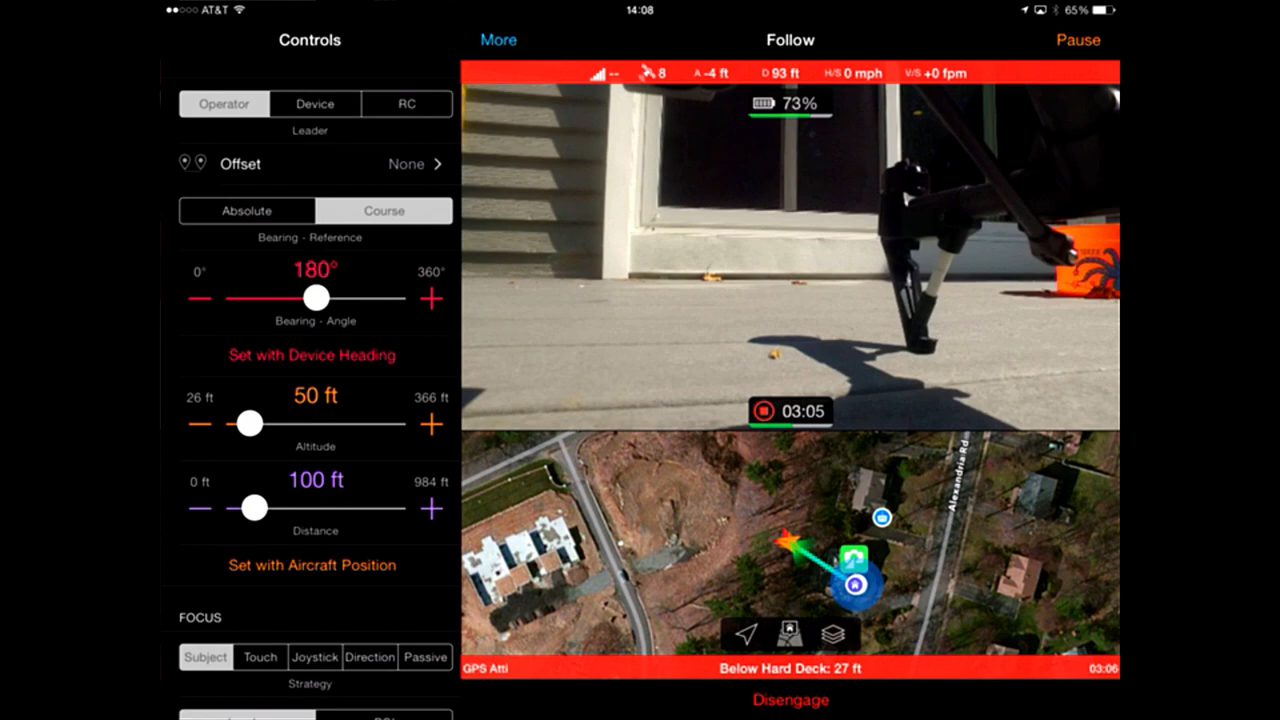 AT&T 14:08 65%
Controls
More Follow Pause
-- 8 A -4 ft D 93 ft H/S 0 mph V/S +0 fpm
73%
Operator Device RC
Leader
Offset None
Absolute Course
Bearing - Reference
0° 180° 360°
Bearing - Angle
Set with Device Heading
26 ft 50 ft 366 ft
Altitude
0 ft 100 ft 984 ft
Distance
Set with Aircraft Position
FOCUS
Subject Touch Joystick Direction Passive
Strategy
03:05
Alexandria Rd
GPS Atti Below Hard Deck: 27 ft 03:06
Disengage